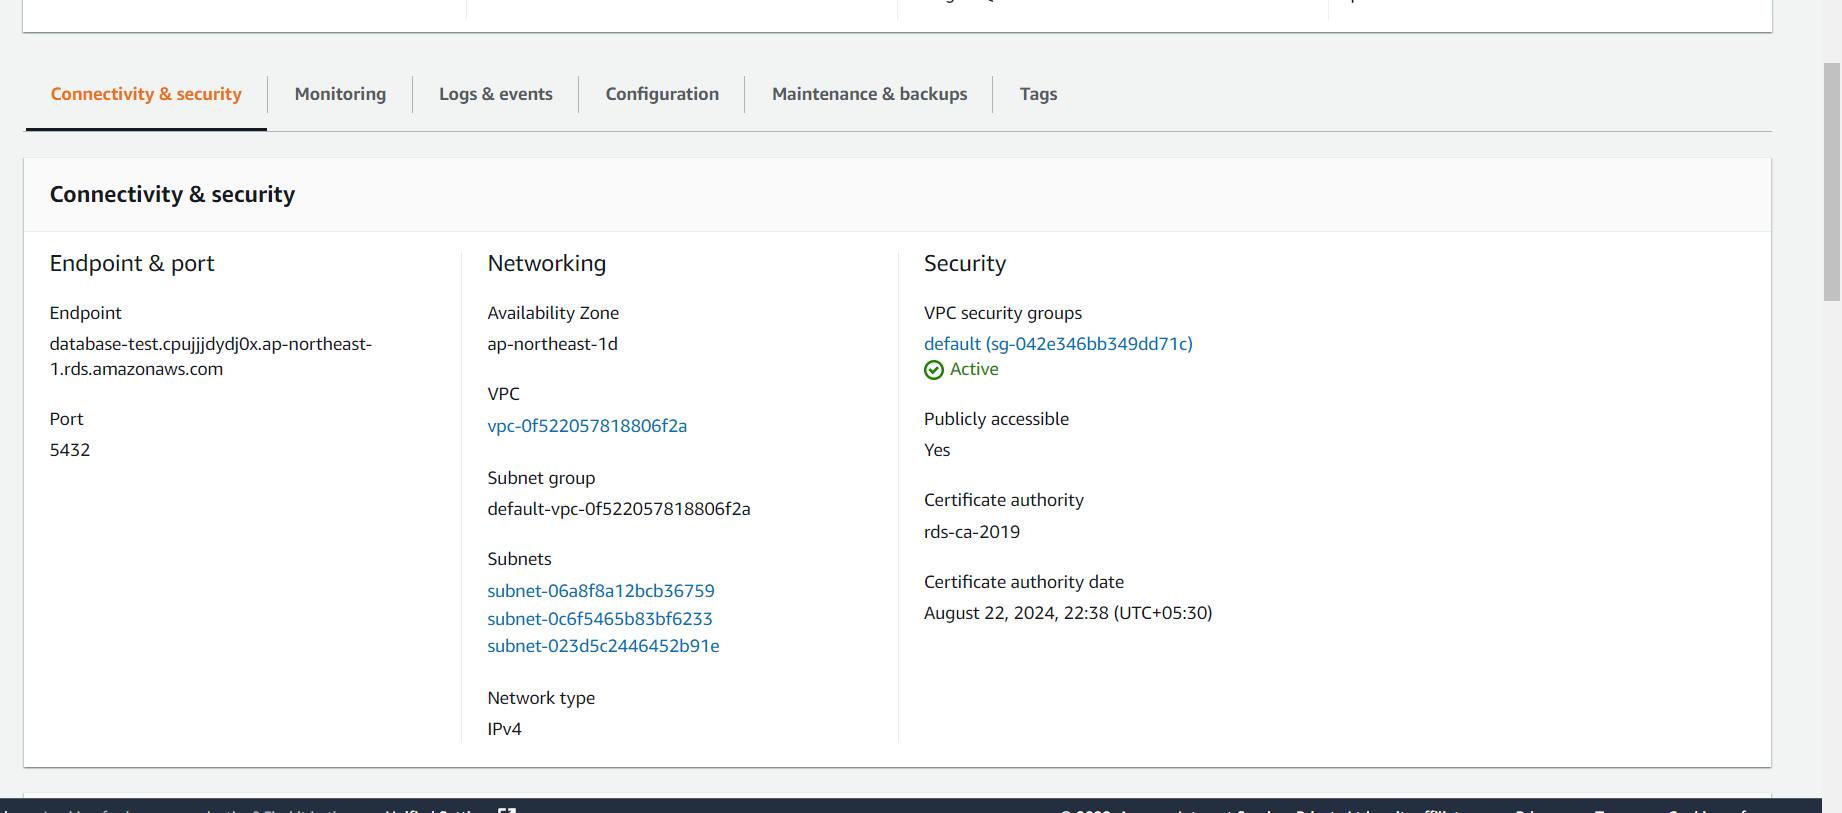 Connectivity & security
Monitoring
Logs & events
Configuration
Maintenance & backups
Tags
Connectivity & security
Endpoint & port
Endpoint
database-test.cpujjjdydj0x.ap-northeast-
1.rds.amazonaws.com
Port
5432
Networking
Availability Zone
ap-northeast-1d
VPC
vpc-0f522057818806f2a
Subnet group
default-vpc-0f522057818806f2a
Subnets
subnet-06a8f8a12bcb36759
subnet-0c6f5465b83bf6233
subnet-023d5c2446452b91e
Network type
IPv4
Security
VPC security groups
default (sg-042e346bb349dd71c)
Active
Publicly accessible
Yes
Certificate authority
rds-ca-2019
Certificate authority date
August 22, 2024, 22:38 (UTC+05:30)